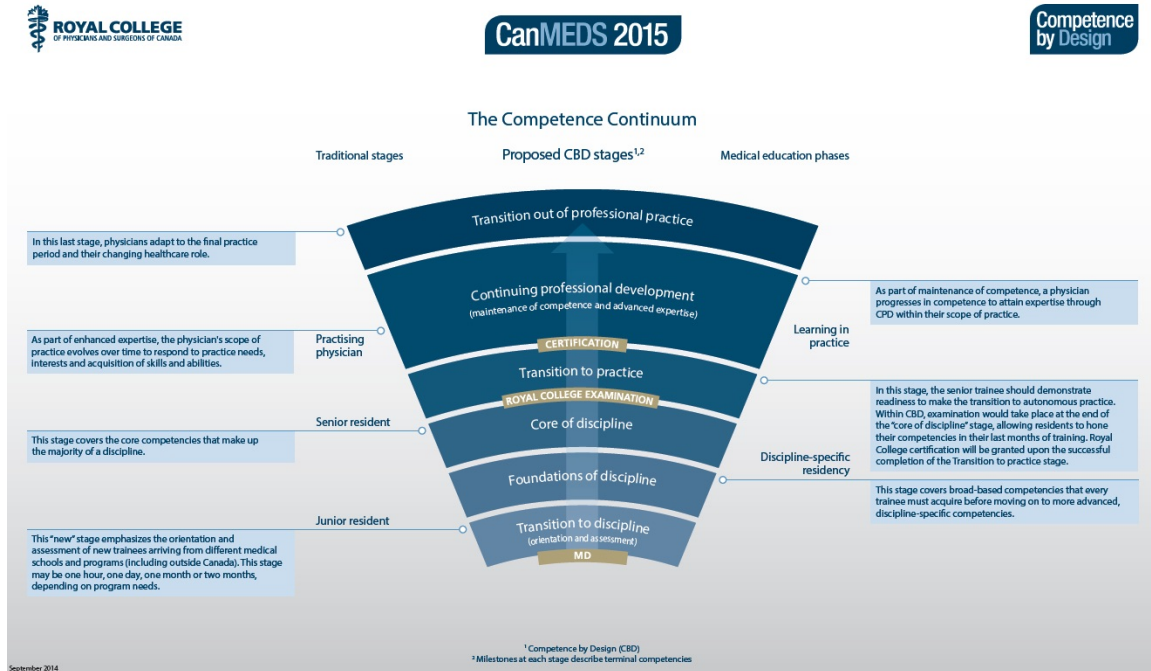 ROYAL COLLEGE
OF PHYSICIANS AND SURGEONS OF CANADA
CanMEDS 2015
Competence
by Design
The Competence Continuum
Traditional stages
Proposed CBD stages1,2
Medical education phases
Transition out of professional practice
In this last stage, physicians adapt to the final practice
period and their changing healthcare role.
Continuing professional development
(maintenance of competence and advanced expertise)
As part of maintenance of competence, a physician
progresses in competence to attain expertise through
CPD within their scope of practice.
As part of enhanced expertise, the physician's scope of
practice evolves over time to respond to practice needs,
interests and acquisition of skills and abilities.
Practising
physician
Learning in
practice
CERTIFICATION
Transition to practice
ROYAL COLLEGE EXAMINATION
In this stage, the senior trainee should demonstrate
readiness to make the transition to autonomous practice.
Within CBD, examination would take place at the end of
the "core of discipline" stage, allowing residents to hone
their competencies in their last months of training. Royal
College certification will be granted upon the successful
completion of the Transition to practice stage.
Senior resident
Core of discipline
This stage covers the core competencies that make up
the majority of a discipline.
Discipline-specific
residency
Foundations of discipline
This stage covers broad-based competencies that every
trainee must acquire before moving on to more advanced,
discipline-specific competencies.
Junior resident
Transition to discipline
(orientation and assessment)
MD
This "new" stage emphasizes the orientation and
assessment of new trainees arriving from different medical
schools and programs (including outside Canada). This stage
may be one hour, one day, one month or two months,
depending on program needs.
1 Competence by Design (CBD)
2 Milestones at each stage describe terminal competencies
September 2014